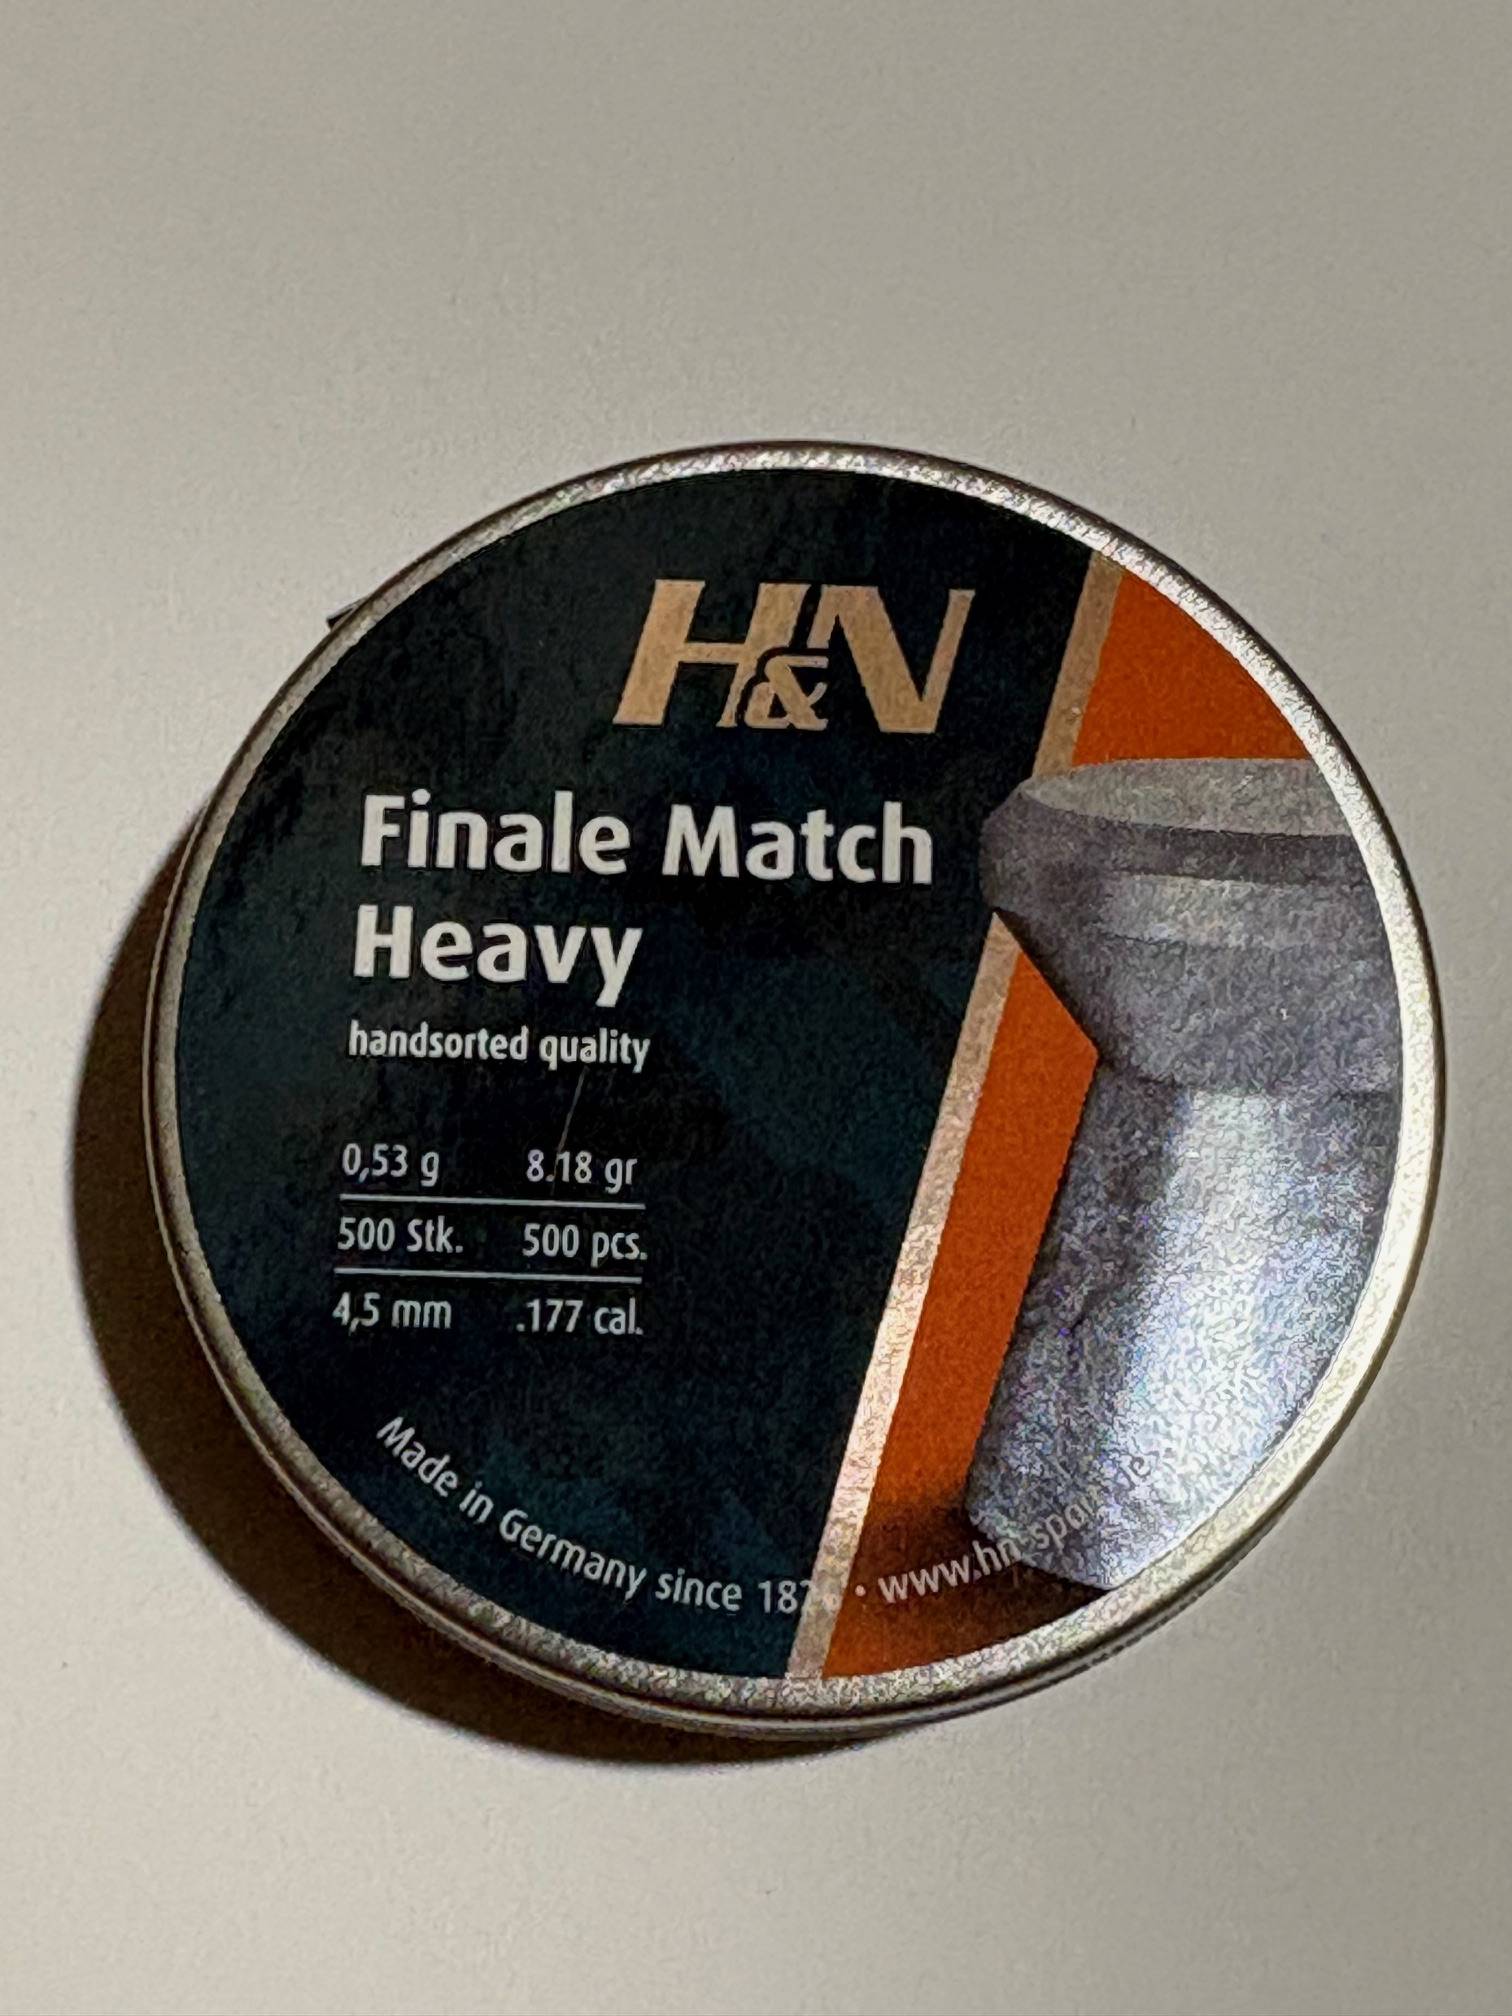 H&N
Finale Match
Heavy
handsorted quality
0,53 g 8.18 gr
500 Stk. 500 pcs.
4,5 mm .177 cal.
Made in Germany since •